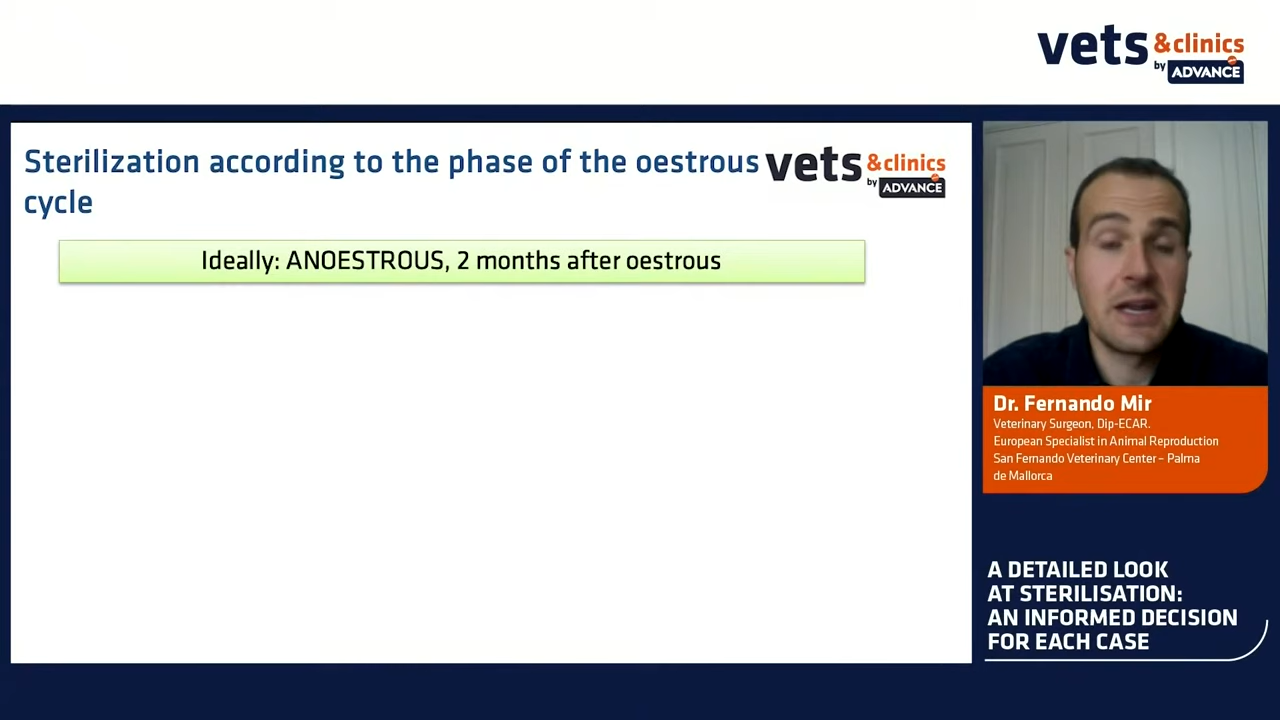 vets &clinics
by ADVANCE
Sterilization according to the phase of the oestrous
cycle
vets &clinics
by ADVANCE
Ideally: ANOESTROUS, 2 months after oestrous
Dr. Fernando Mir
Veterinary Surgeon, Dip-ECAR.
European Specialist in Animal Reproduction
San Fernando Veterinary Center – Palma
de Mallorca
A DETAILED LOOK
AT STERILISATION:
AN INFORMED DECISION
FOR EACH CASE